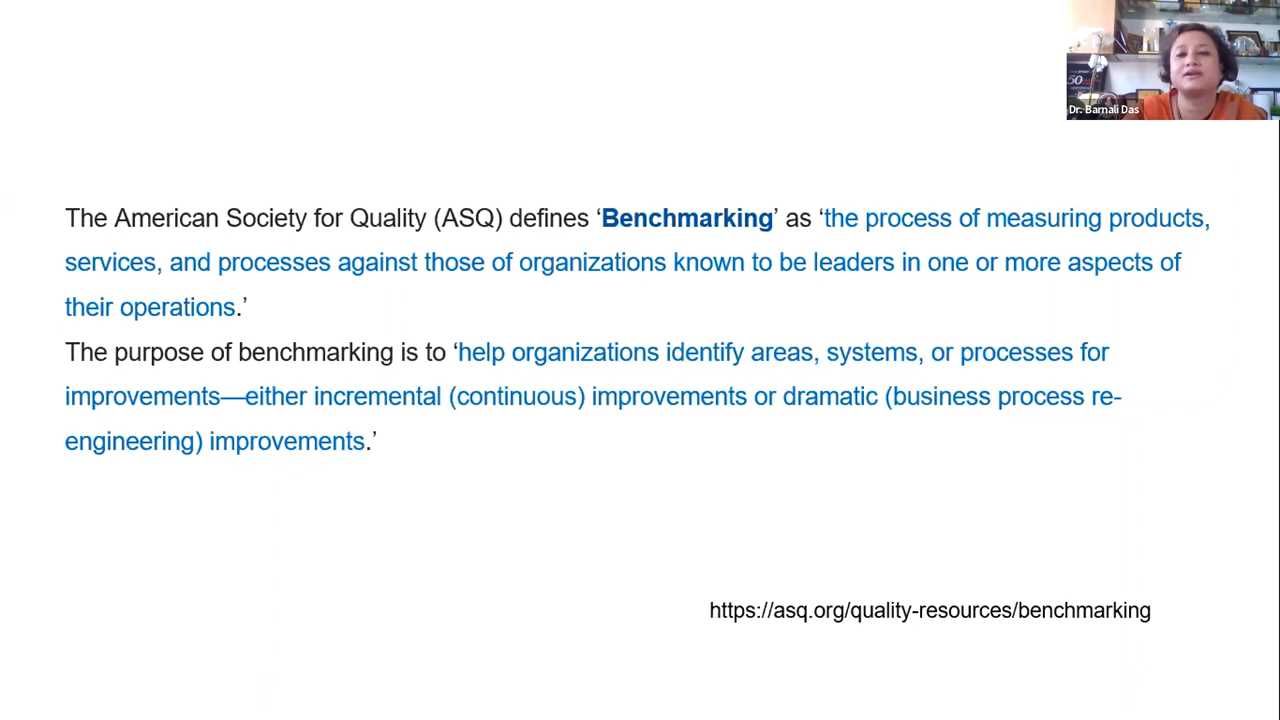 50
Dr. Barnali Das
The American Society for Quality (ASQ) defines ‘Benchmarking’ as ‘the process of measuring products,
services, and processes against those of organizations known to be leaders in one or more aspects of
their operations.’
The purpose of benchmarking is to ‘help organizations identify areas, systems, or processes for
improvements—either incremental (continuous) improvements or dramatic (business process re-
engineering) improvements.’
https://asq.org/quality-resources/benchmarking